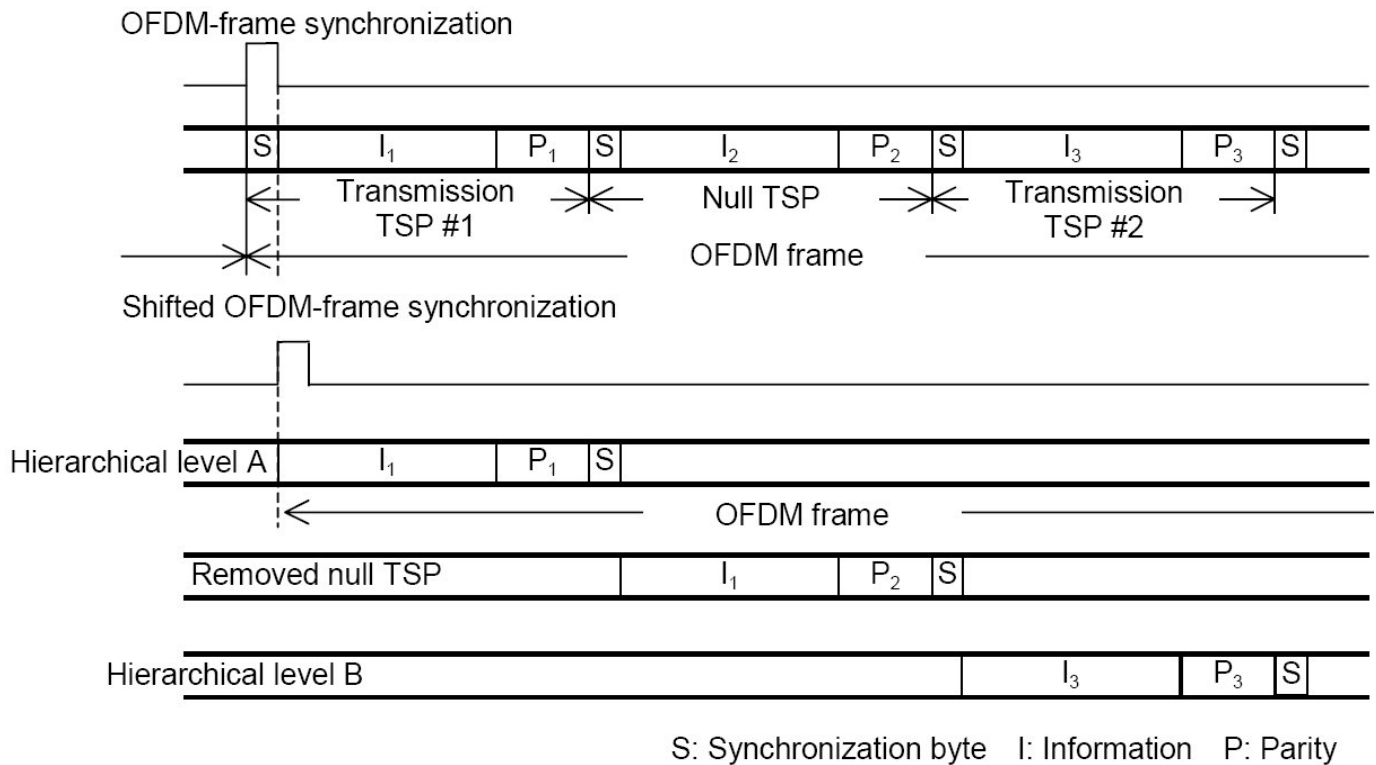 OFDM-frame synchronization
S I₁ P₁ S I₂ P₂ S I₃ P₃ S
Transmission TSP #1
Null TSP
Transmission TSP #2
OFDM frame
Shifted OFDM-frame synchronization
Hierarchical level A I₁ P₁ S
OFDM frame
Removed null TSP I₁ P₂ S
Hierarchical level B I₃ P₃ S
S: Synchronization byte I: Information P: Parity